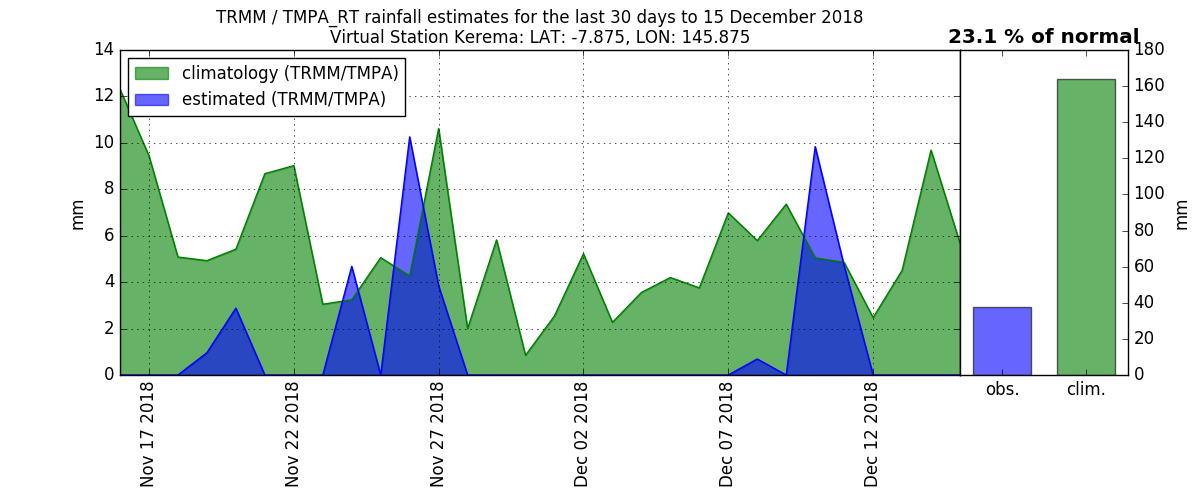 TRMM / TMPA_RT rainfall estimates for the last 30 days to 15 December 2018
Virtual Station Kerema: LAT: -7.875, LON: 145.875
23.1 % of normal
climatology (TRMM/TMPA)
estimated (TRMM/TMPA)
mm
14
12
10
8
6
4
2
0
Nov 17 2018
Nov 22 2018
Nov 27 2018
Dec 02 2018
Dec 07 2018
Dec 12 2018
180
160
140
120
100
80
60
40
20
0
mm
obs.
clim.